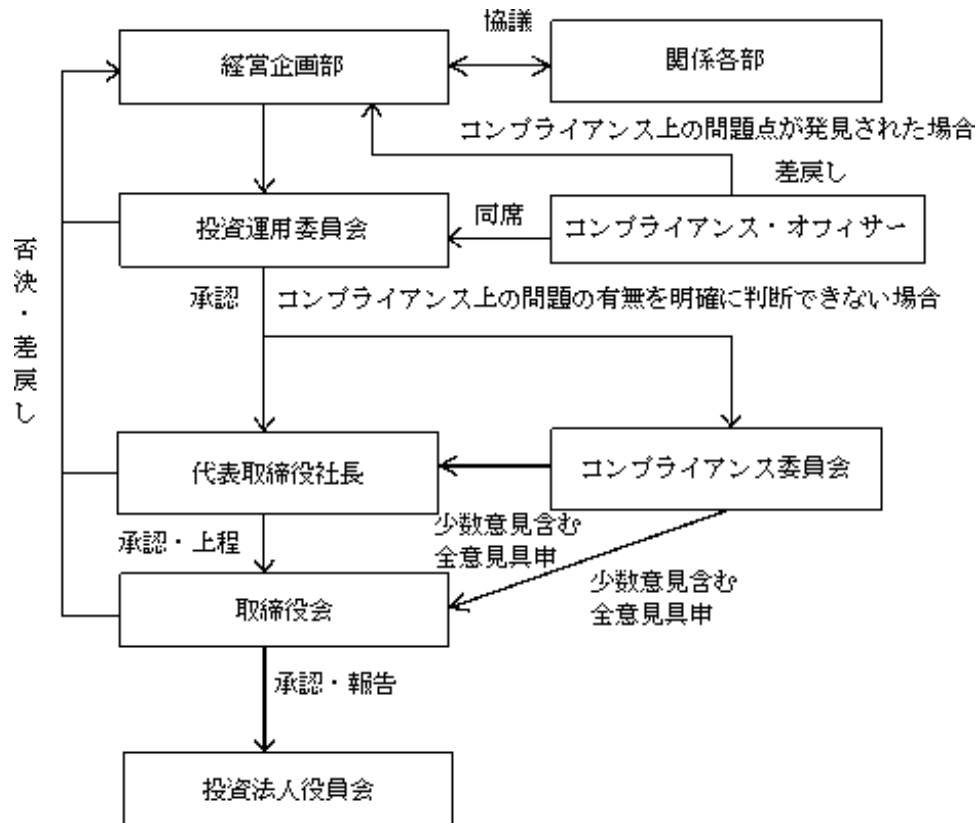 協議
経営企画部
関係各部
コンプライアンス上の問題点が発見された場合
差戻し
投資運用委員会
同席
コンプライアンス・オフィサー
否決・差戻し
承認
コンプライアンス上の問題の有無を明確に判断できない場合
代表取締役社長
コンプライアンス委員会
承認・上程
少数意見含む
全意見具申
少数意見含む
全意見具申
取締役会
承認・報告
投資法人役員会